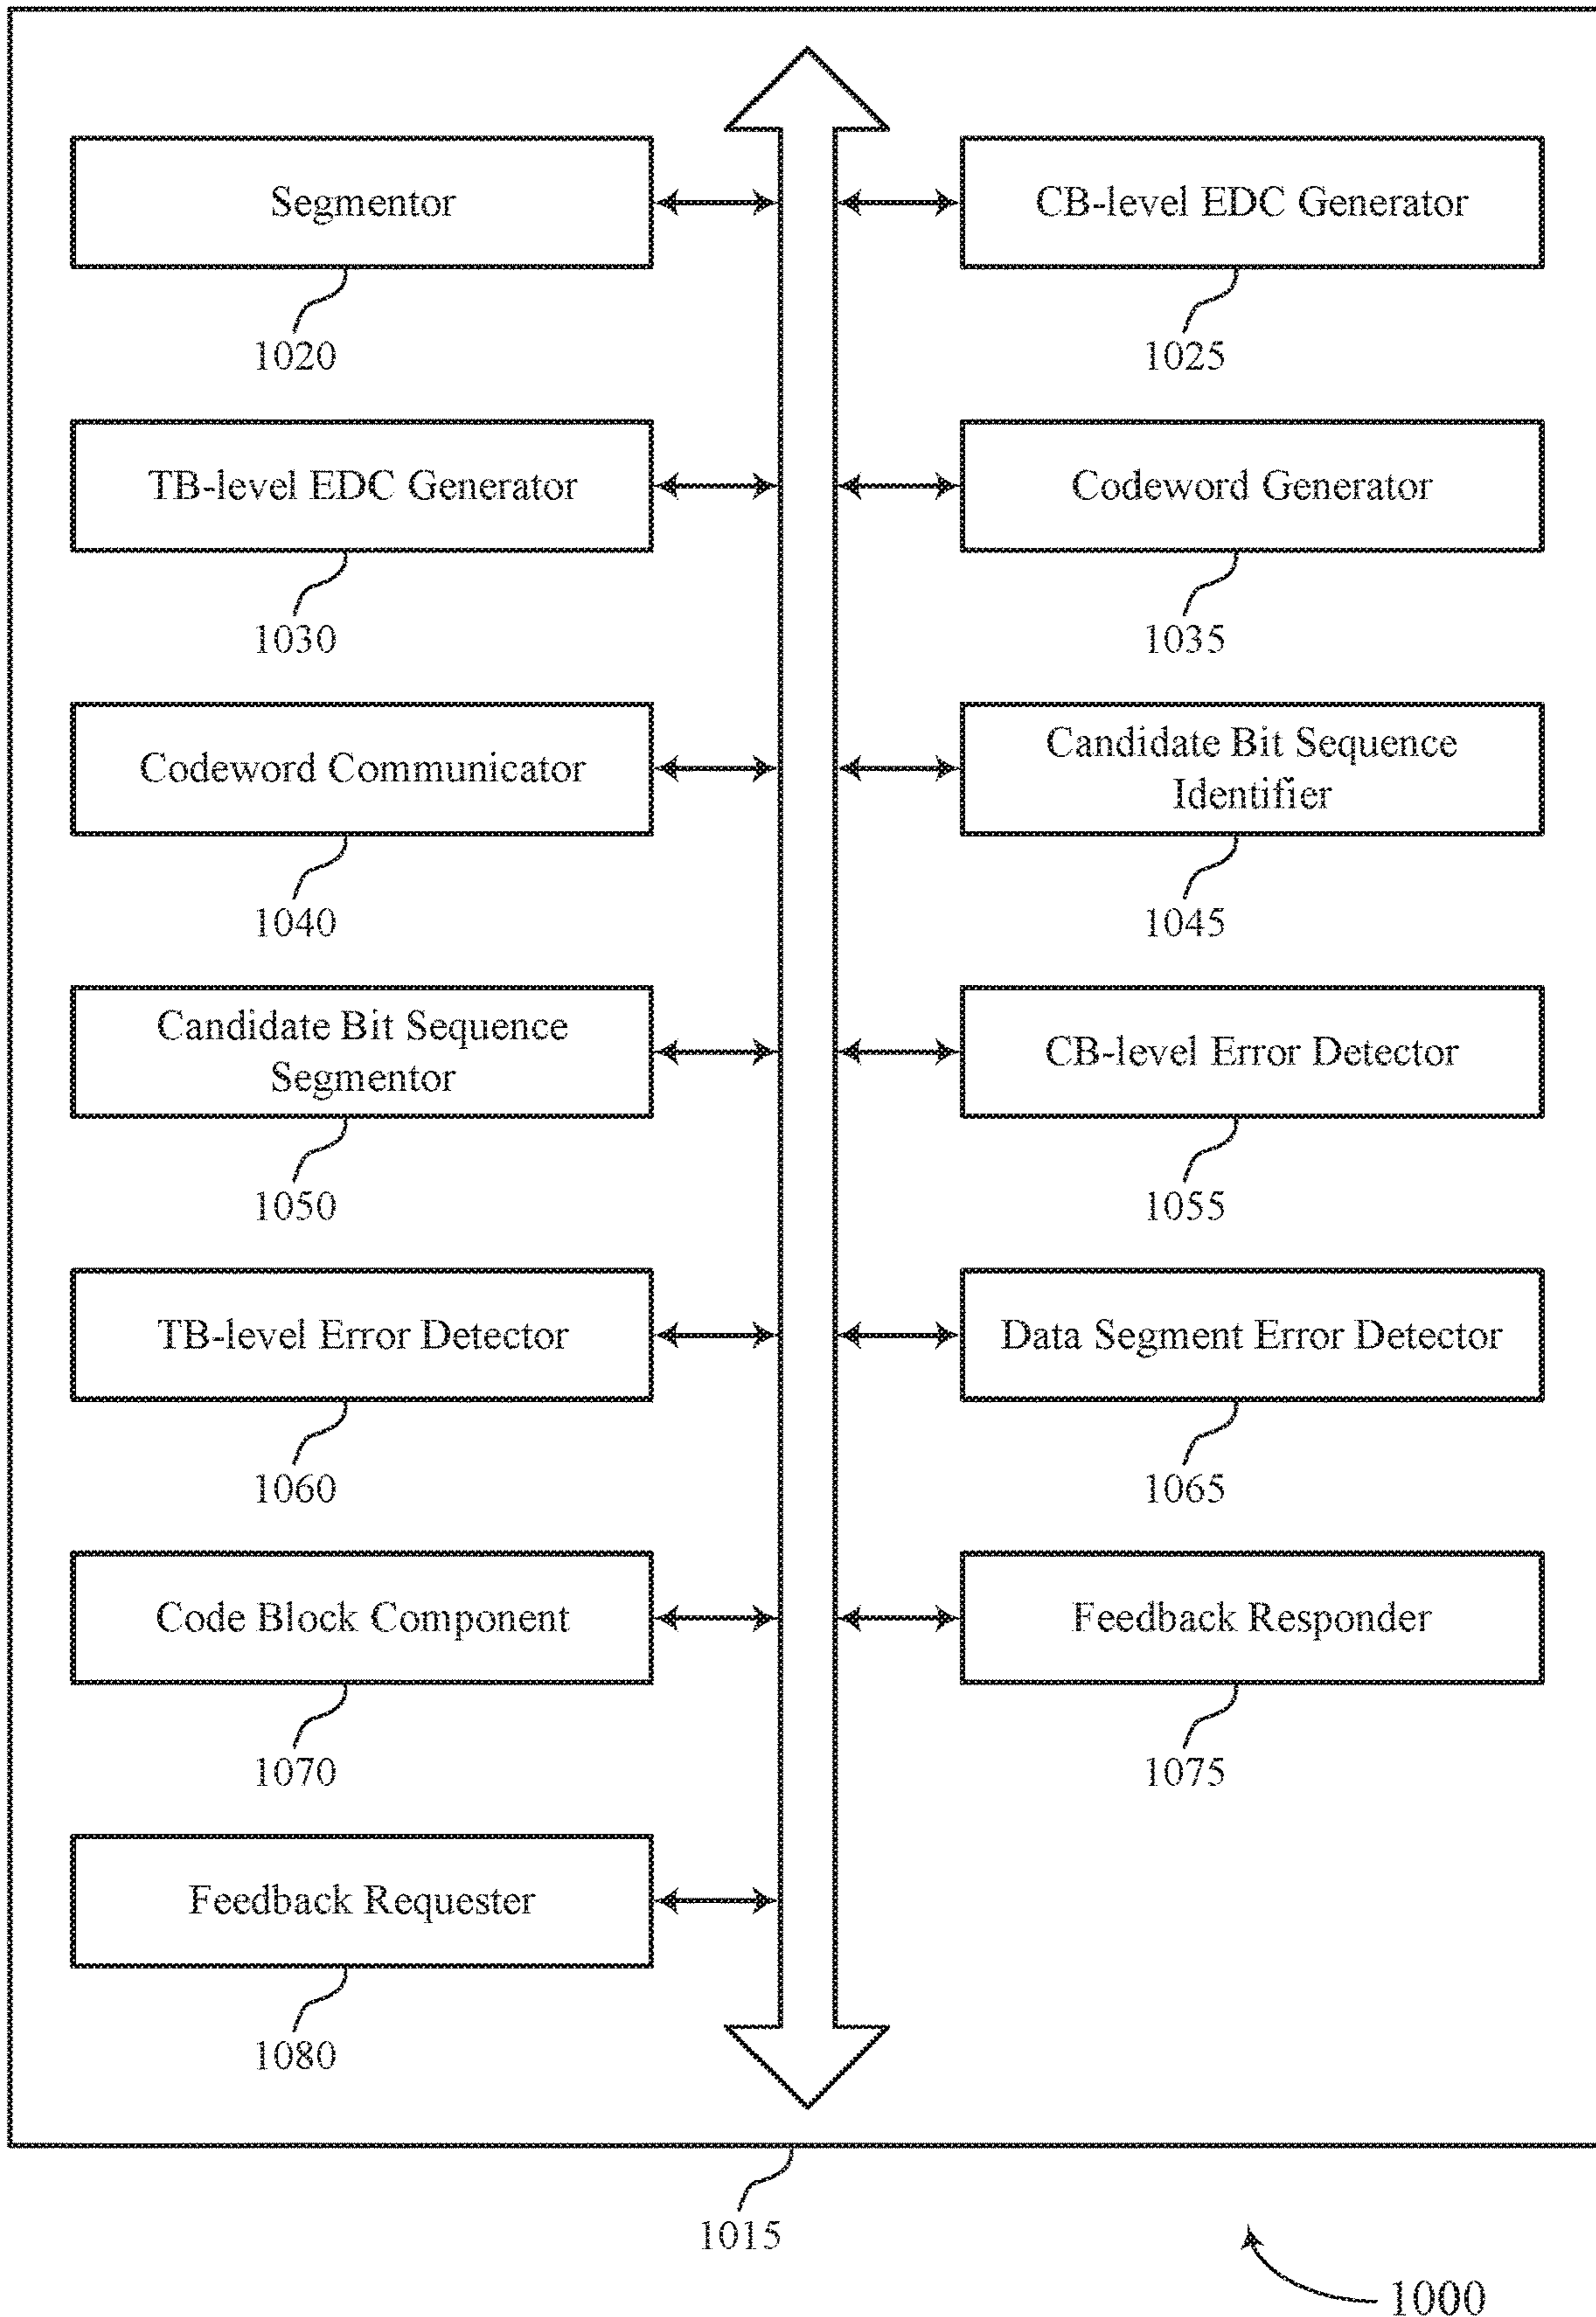 Segmentor
CB-level EDC Generator
1020
1025
TB-level EDC Generator
Codeword Generator
1030
1035
Codeword Communicator
Candidate Bit Sequence
Identifier
1040
1045
Candidate Bit Sequence
Segmentor
CB-level Error Detector
1050
1055
TB-level Error Detector
Data Segment Error Detector
1060
1065
Code Block Component
Feedback Responder
1070
1075
Feedback Requester
1080
1015
1000